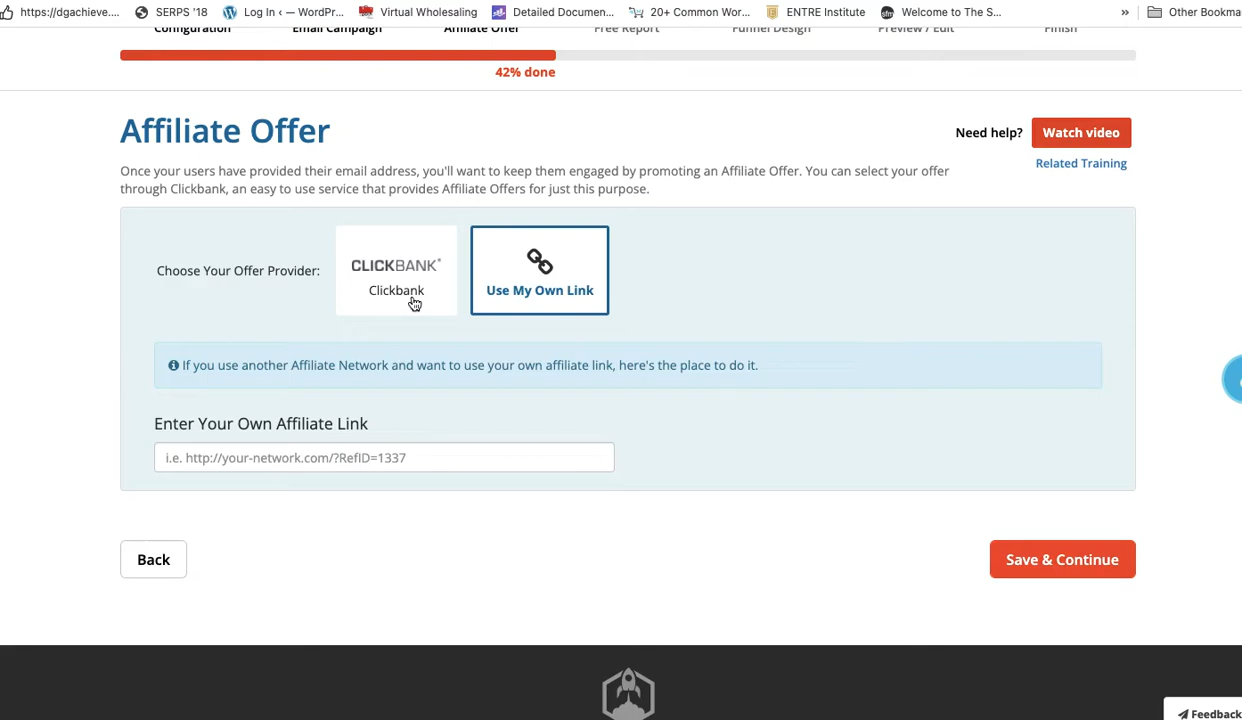 https://dgachieve.... SERPS '18 Log In ‹ — WordPr... Virtual Wholesaling Detailed Documen... 20+ Common Wor... ENTRE Institute sfm Welcome to The S... » Other Bookma
Configuration Email Campaign Affiliate Offer Free Report Funnel Design Preview / Edit Finish
42% done
Affiliate Offer
Need help? Watch video
Related Training
Once your users have provided their email address, you'll want to keep them engaged by promoting an Affiliate Offer. You can select your offer
through Clickbank, an easy to use service that provides Affiliate Offers for just this purpose.
Choose Your Offer Provider:
CLICKBANK
Clickbank
Use My Own Link
If you use another Affiliate Network and want to use your own affiliate link, here's the place to do it.
Enter Your Own Affiliate Link
i.e. http://your-network.com/?RefID=1337
Back
Save & Continue
Feedback